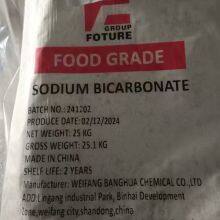 GROUP
FOTURE
FOOD GRADE
SODIUM BICARBONATE
BATCH NO: 241202
PRODUCE DATE: 02/12/2024
NET WEIGHT: 25 KG
GROSS WEIGHT: 25.1 KG
MADE IN CHINA
SHELF LIFE: 2 YEARS
Manufacturer: WEIFANG BANGHUA CHEMICAL CO.,LTD
ADD:Lingang Industrial Park, Binhai Development
Zone,weifang city,shandong,china